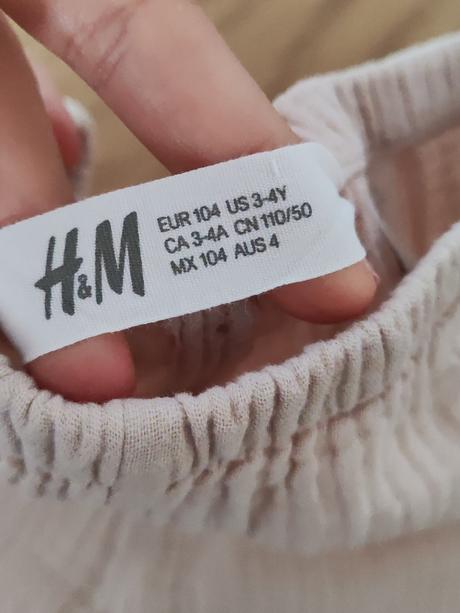 H&M
EUR 104 US 3-4Y
CA 3-4A CN 110/50
MX 104 AUS 4